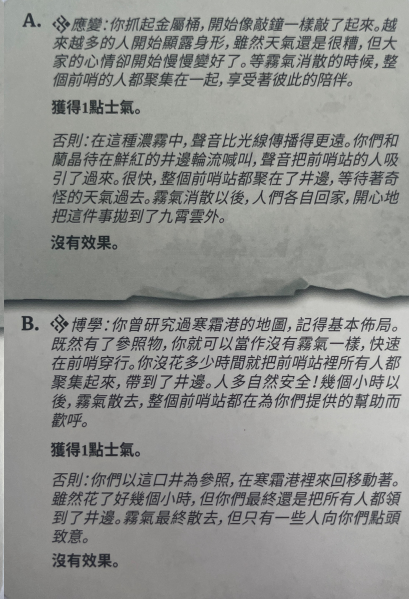 A. 應變：你抓起金屬桶，開始像敲鐘一樣敲了起來。越
來越多的人開始顯露身形，雖然天氣還是很糟，但大
家的心情卻開始慢慢變好了。等霧氣消散的時候，整
個前哨的人都聚集在一起，享受著彼此的陪伴。
獲得1點士氣。
否則：在這種濃霧中，聲音比光線傳播得更遠。你們和
蘭晶待在鮮紅的井邊輪流喊叫，聲音把前哨站的人吸
引了過來。很快，整個前哨站都聚在了井邊，等待著奇
怪的天氣過去。霧氣消散以後，人們各自回家，開心地
把這件事拋到了九霄雲外。
沒有效果。
B. 博學：你曾研究過寒霜港的地圖，記得基本佈局。
既然有了參照物，你就可以當作沒有霧氣一樣，快速
在前哨穿行。你沒花多少時間就把前哨站裡所有人都
聚集起來，帶到了井邊。人多自然安全！幾個小時以
後，霧氣散去，整個前哨站都在為你們提供的幫助而
歡呼。
獲得1點士氣。
否則：你們以這口井為參照，在寒霜港裡來回移動著。
雖然花了好幾個小時，但你們最終還是把所有人都領
到了井邊。霧氣最終散去，但只有一些人向你們點頭
致意。
沒有效果。